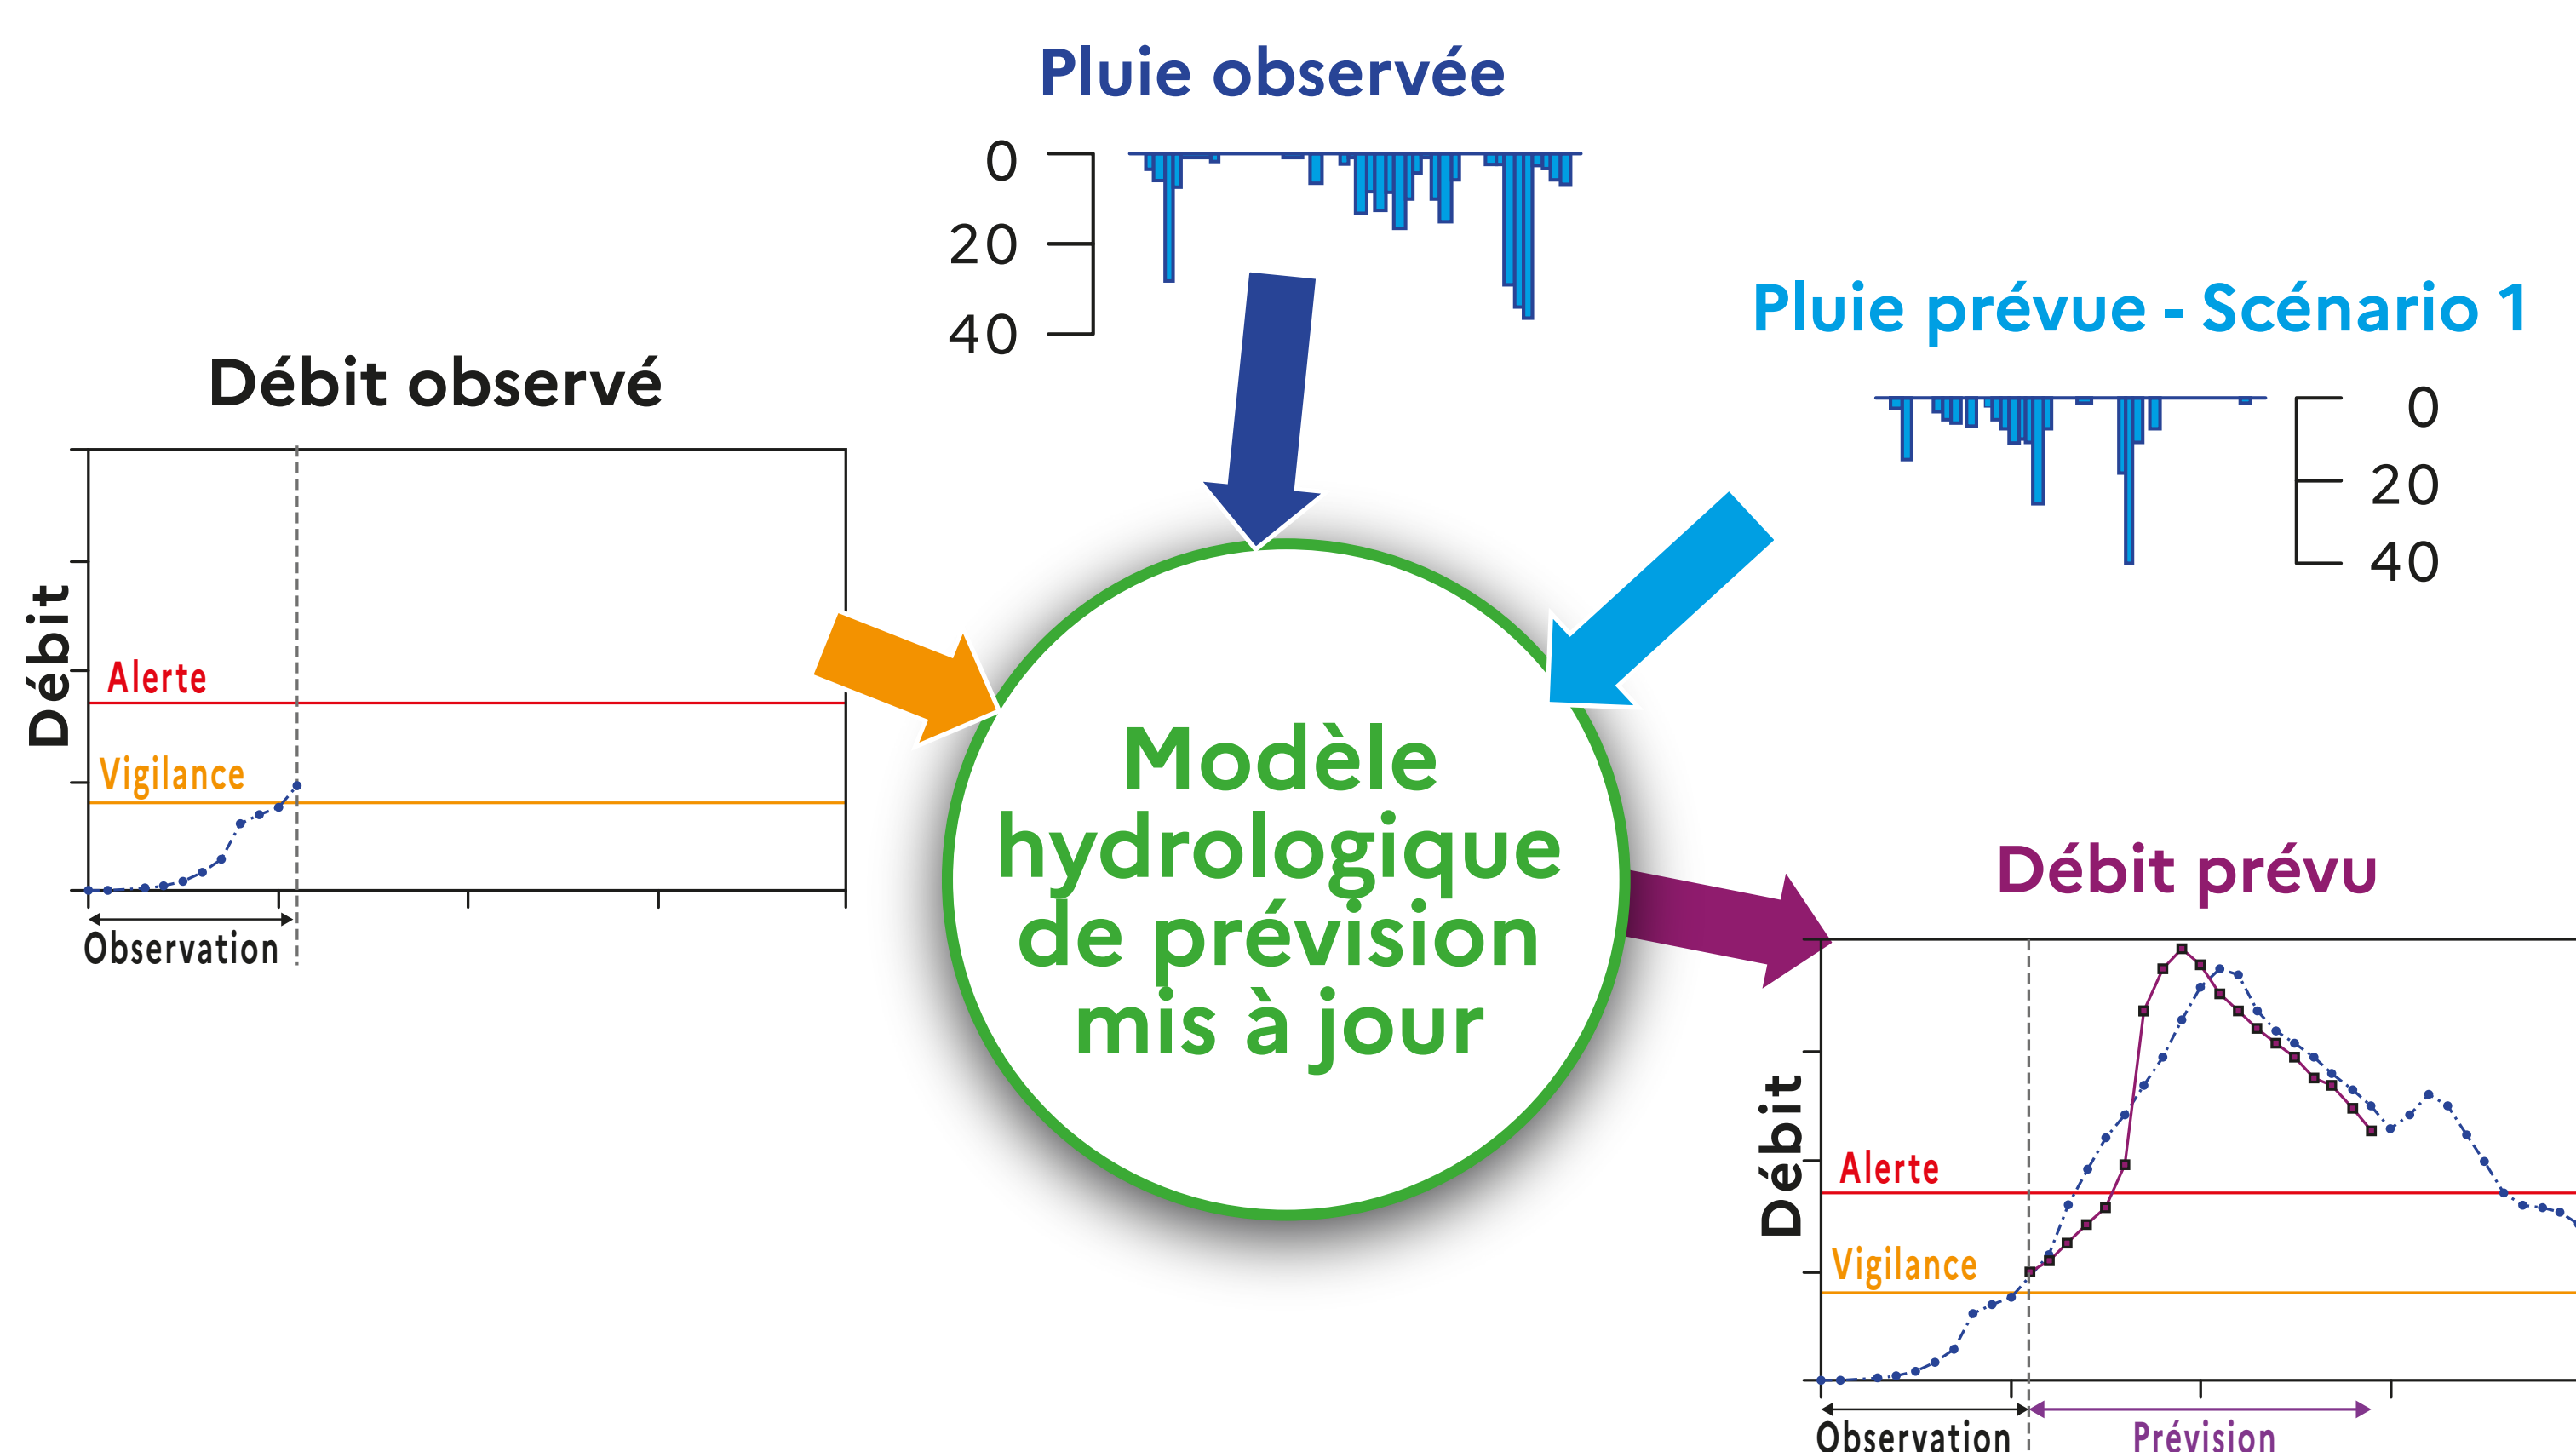 Pluie observée
0
20
40
Pluie prévue - Scénario 1
0
20
40
Débit observé
Débit
Alerte
Vigilance
Observation
Modèle
hydrologique
de prévision
mis à jour
Débit prévu
Débit
Alerte
Vigilance
Observation
Prévision